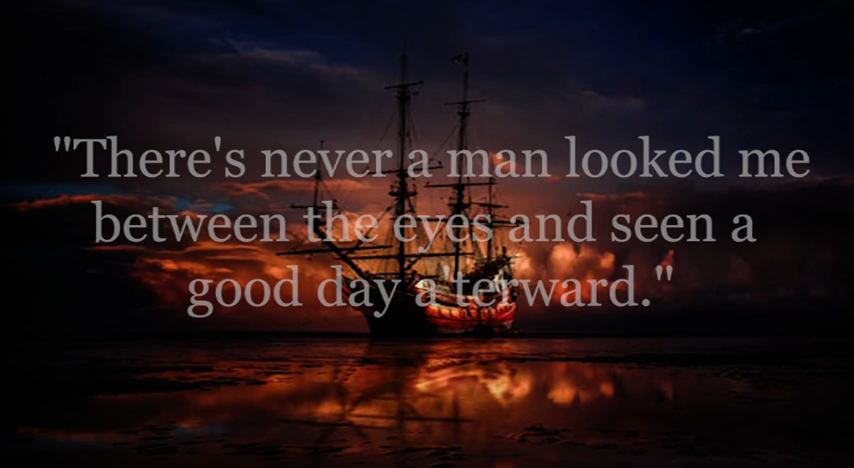 "There's never a man looked me
between the eyes and seen a
good day a terward."